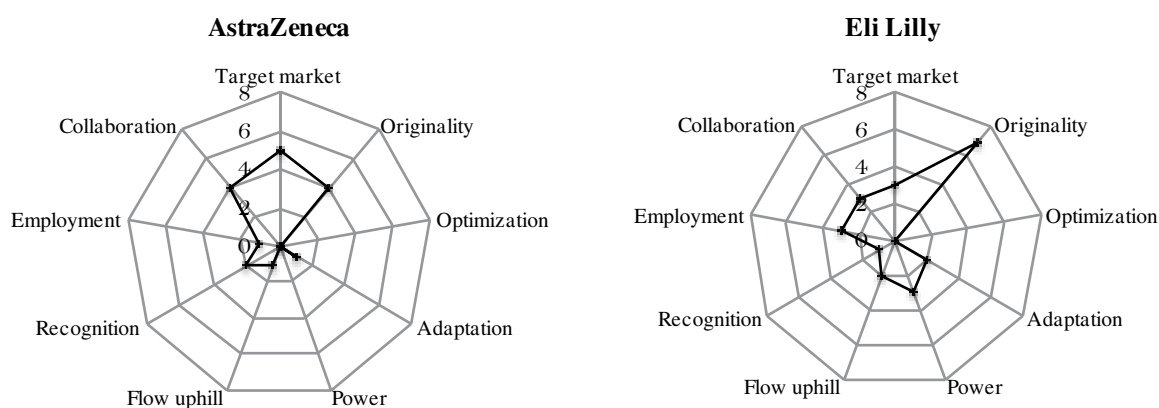 AstraZeneca
Target market
8
Originality
6
Collaboration
4
2
Employment
Optimization
0
Recognition
Adaptation
Flow uphill
Power
Eli Lilly
Target market
8
Originality
6
Collaboration
4
2
Employment
Optimization
0
Recognition
Adaptation
Flow uphill
Power